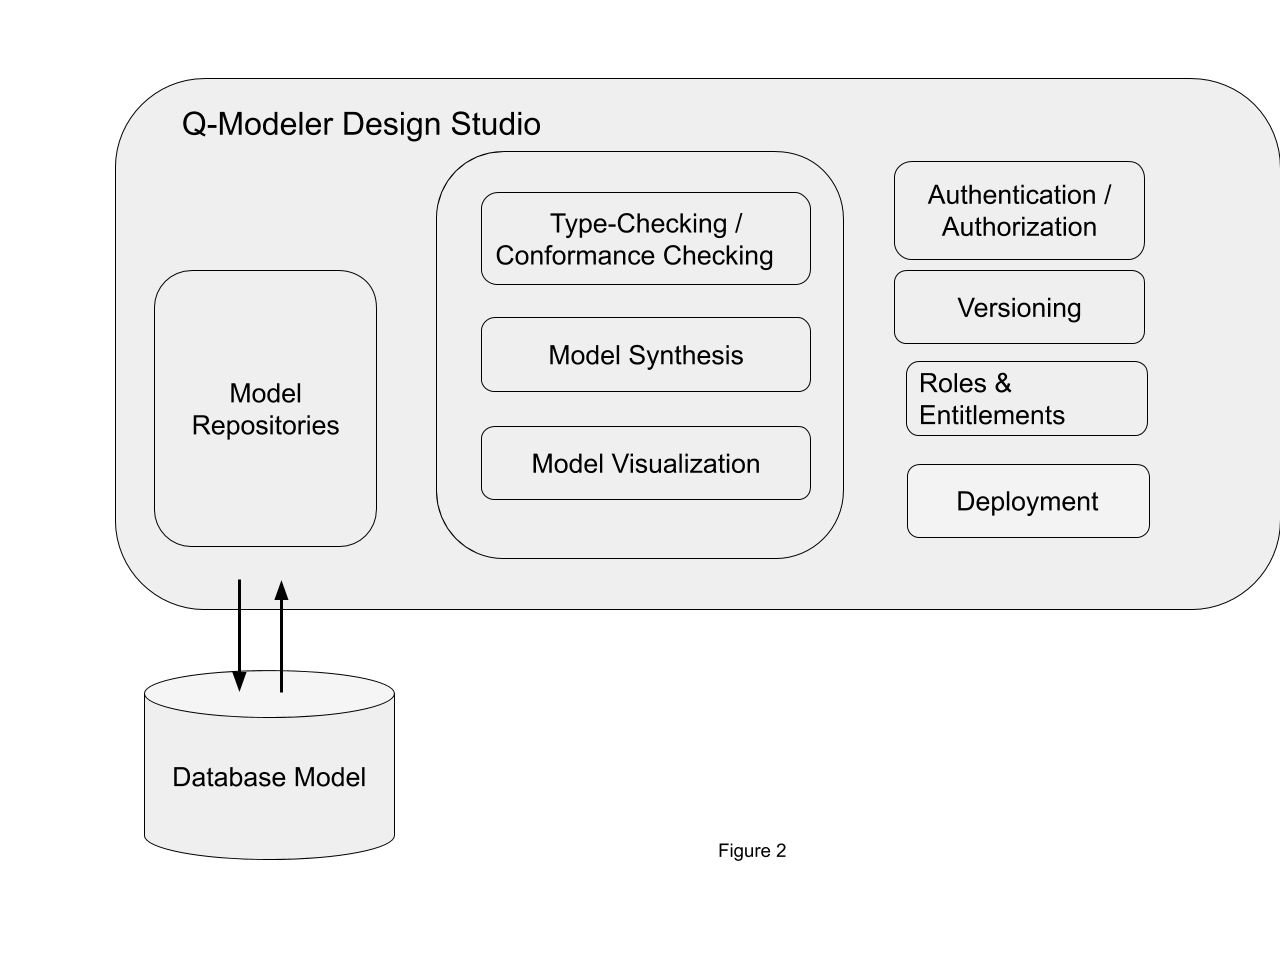 Q-Modeler Design Studio
Type-Checking /
Conformance Checking
Model Synthesis
Model Visualization
Authentication /
Authorization
Versioning
Roles &
Entitlements
Deployment
Model
Repositories
Database Model
Figure 2